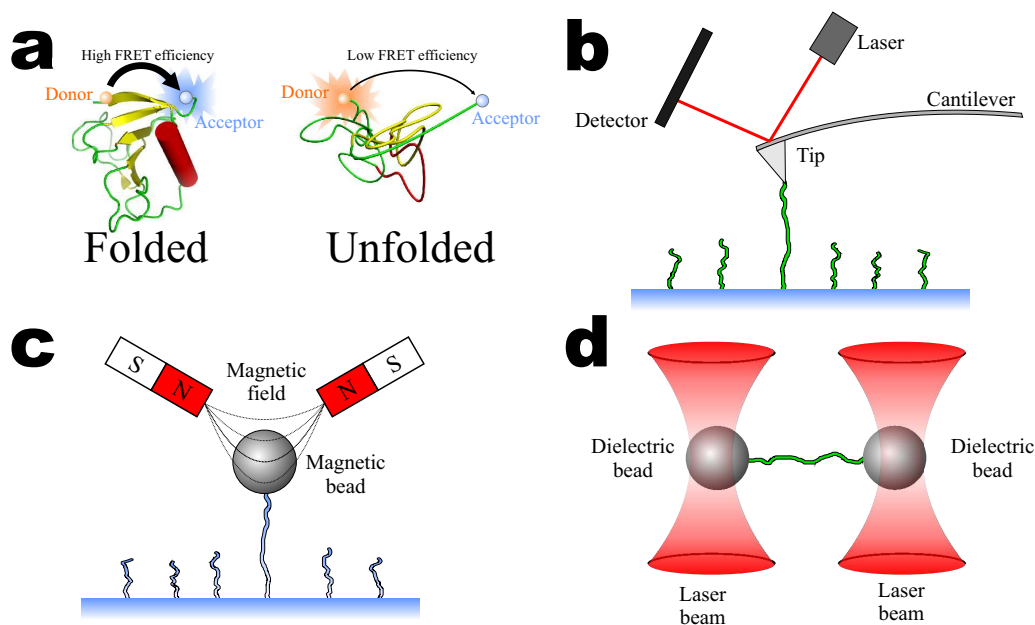 a
High FRET efficiency
Donor
Acceptor
Folded
Low FRET efficiency
Donor
Acceptor
Unfolded
b
Laser
Detector
Cantilever
Tip
c
S
N
N
S
Magnetic
field
Magnetic
bead
d
Dielectric
bead
Dielectric
bead
Laser
beam
Laser
beam